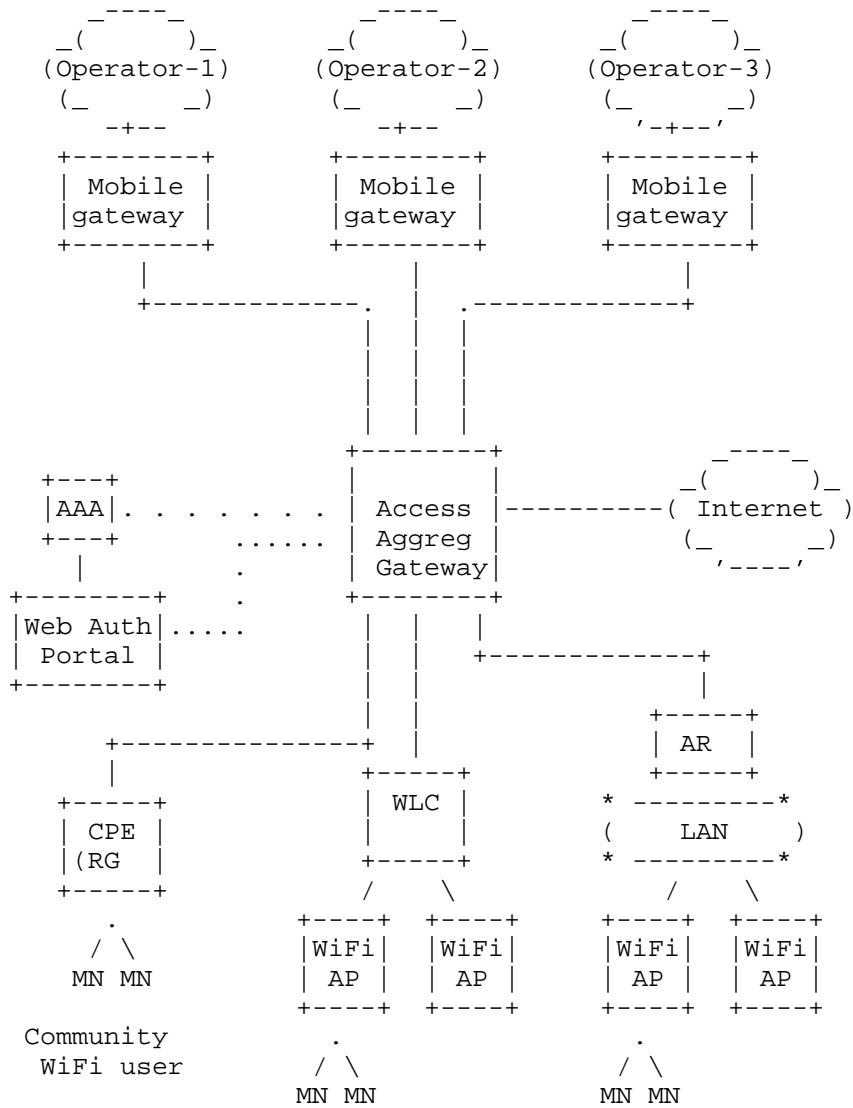 (Operator-1) (Operator-2) (Operator-3)
Mobile Mobile Mobile
gateway gateway gateway
AAA Access ( Internet )
Aggreg
Gateway
Web Auth
Portal
AR
WLC
CPE LAN
(RG
WiFi WiFi WiFi WiFi
AP AP AP AP
MN MN
Community
WiFi user
MN MN MN MN